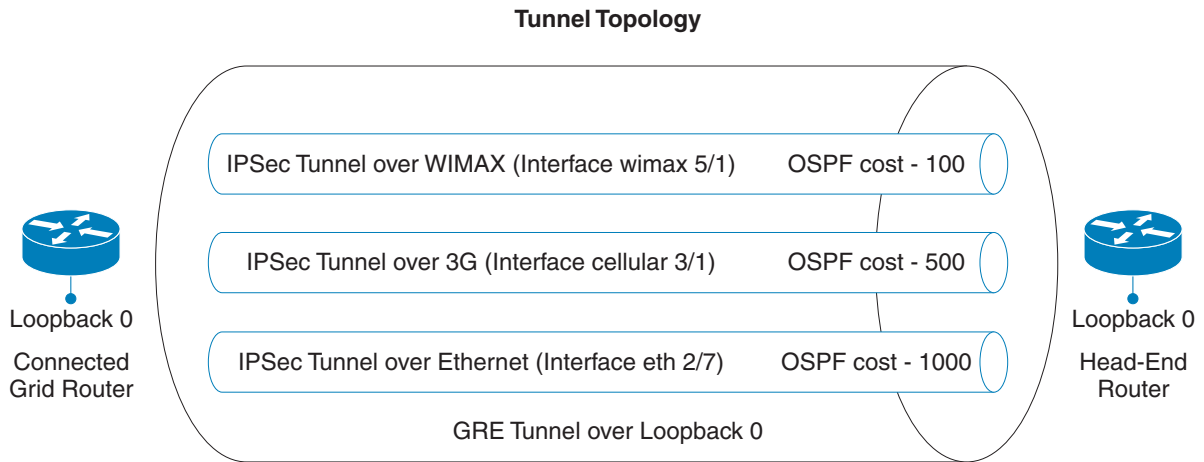 Tunnel Topology
IPSec Tunnel over WIMAX (Interface wimax 5/1) OSPF cost - 100
IPSec Tunnel over 3G (Interface cellular 3/1) OSPF cost - 500
IPSec Tunnel over Ethernet (Interface eth 2/7) OSPF cost - 1000
GRE Tunnel over Loopback 0
Loopback 0
Connected
Grid Router
Loopback 0
Head-End
Router